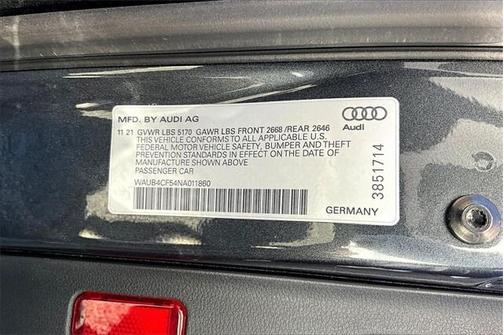 MFD. BY AUDI AG
11 21 GVWR LBS 5170 GAWR LBS FRONT 2668 /REAR 2646
THIS VEHICLE CONFORMS TO ALL APPLICABLE U.S.
FEDERAL MOTOR VEHICLE SAFETY, BUMPER AND THEFT
PREVENTION STANDARDS IN EFFECT ON THE DATE OF
MANUFACTURE SHOWN ABOVE
PASSENGER CAR
WAUB4CF54NA011860
Audi
3851714
GERMANY